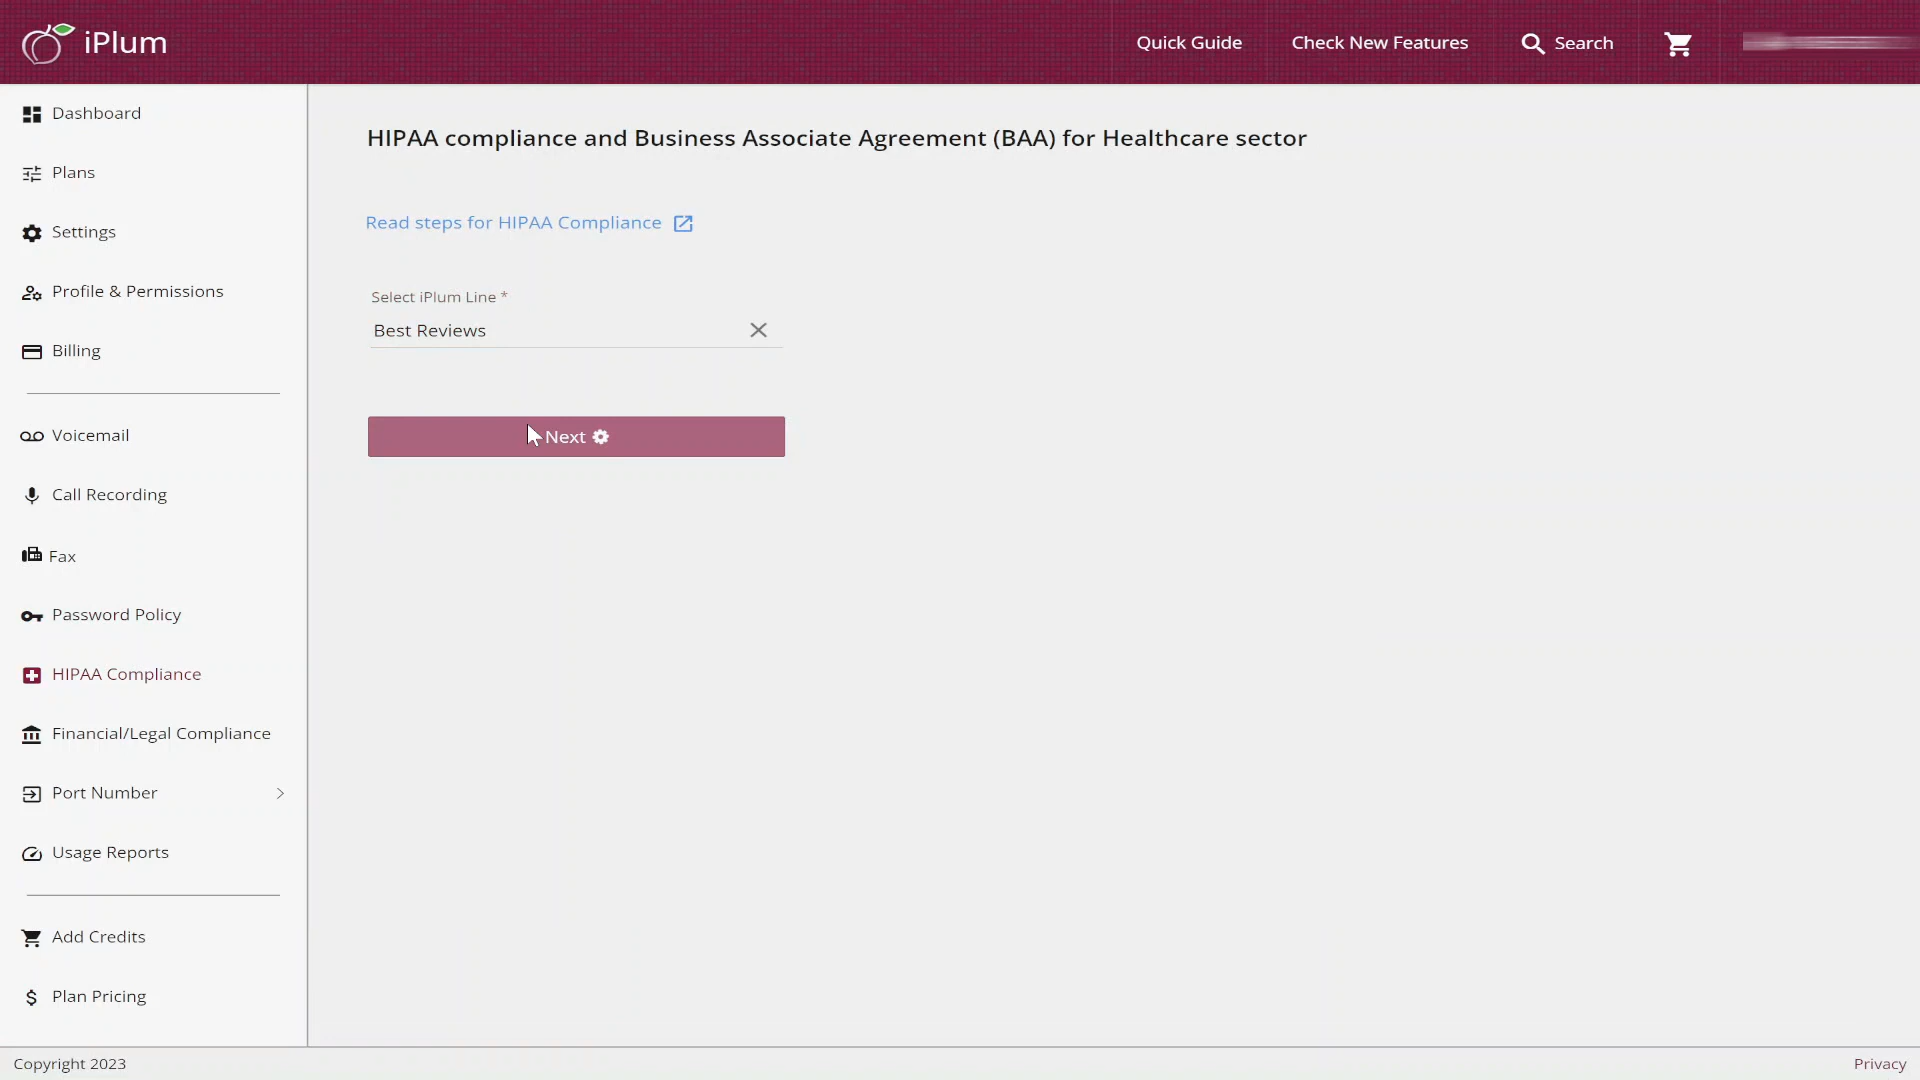 iPlum
Quick Guide
Check New Features
Search
Dashboard
Plans
Settings
Profile & Permissions
Billing
Voicemail
Call Recording
Fax
Password Policy
HIPAA Compliance
Financial/Legal Compliance
Port Number
Usage Reports
Add Credits
Plan Pricing
HIPAA compliance and Business Associate Agreement (BAA) for Healthcare sector
Read steps for HIPAA Compliance
Select iPlum Line *
Best Reviews
Next
Copyright 2023
Privacy